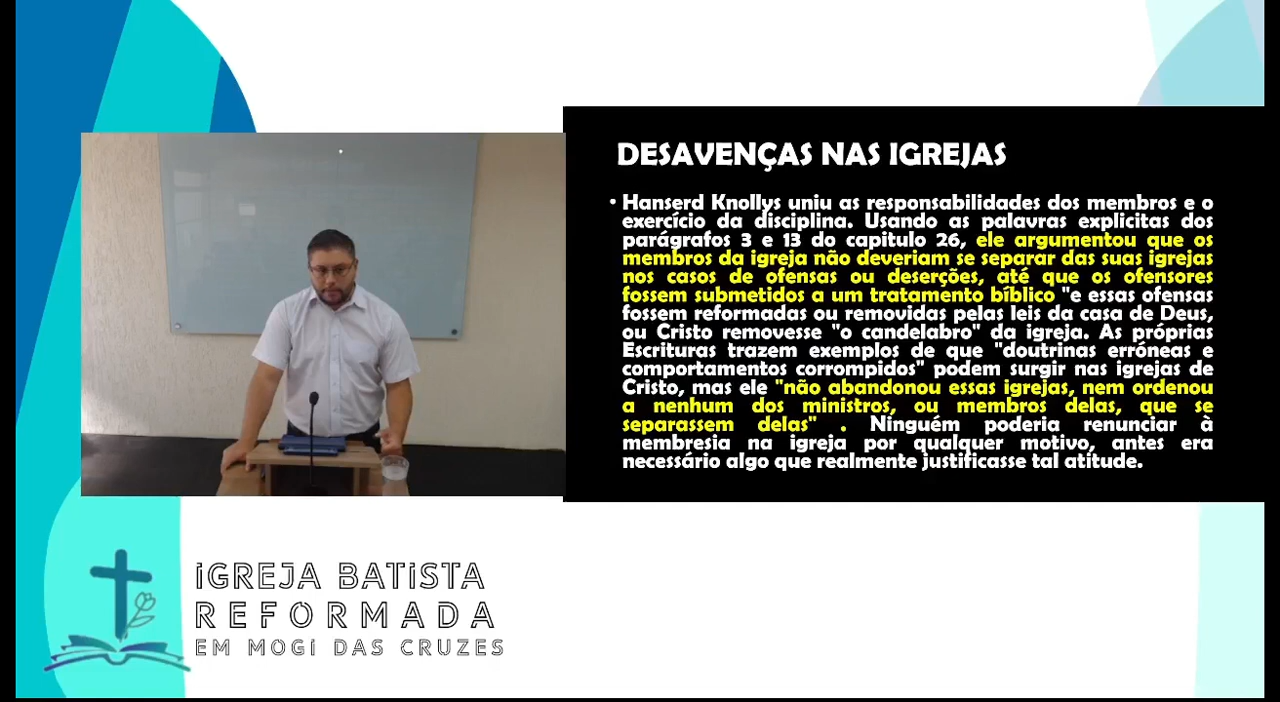 DESAVENÇAS NAS IGREJAS
• Hanserd Knollys uniu as responsabilidades dos membros e o
exercício da disciplina. Usando as palavras explicitas dos
parágrafos 3 e 13 do capitulo 26, ele argumentou que os
membros da igreja não deveriam se separar das suas igrejas
nos casos de ofensas ou deserções, até que os ofensores
fossem submetidos a um tratamento bíblico "e essas ofensas
fossem reformadas ou removidas pelas leis da casa de Deus,
ou Cristo removesse "o candelabro" da igreja. As próprias
Escrituras trazem exemplos de que "doutrinas errôneas e
comportamentos corrompidos" podem surgir nas igrejas de
Cristo, mas ele "não abandonou essas igrejas, nem ordenou
a nenhum dos ministros, ou membros delas, que se
separassem delas" . Ninguém poderia renunciar à
membresia na igreja por qualquer motivo, antes era
necessário algo que realmente justificasse tal atitude.
IGREJA BATISTA
REFORMADA
EM MOGI DAS CRUZES